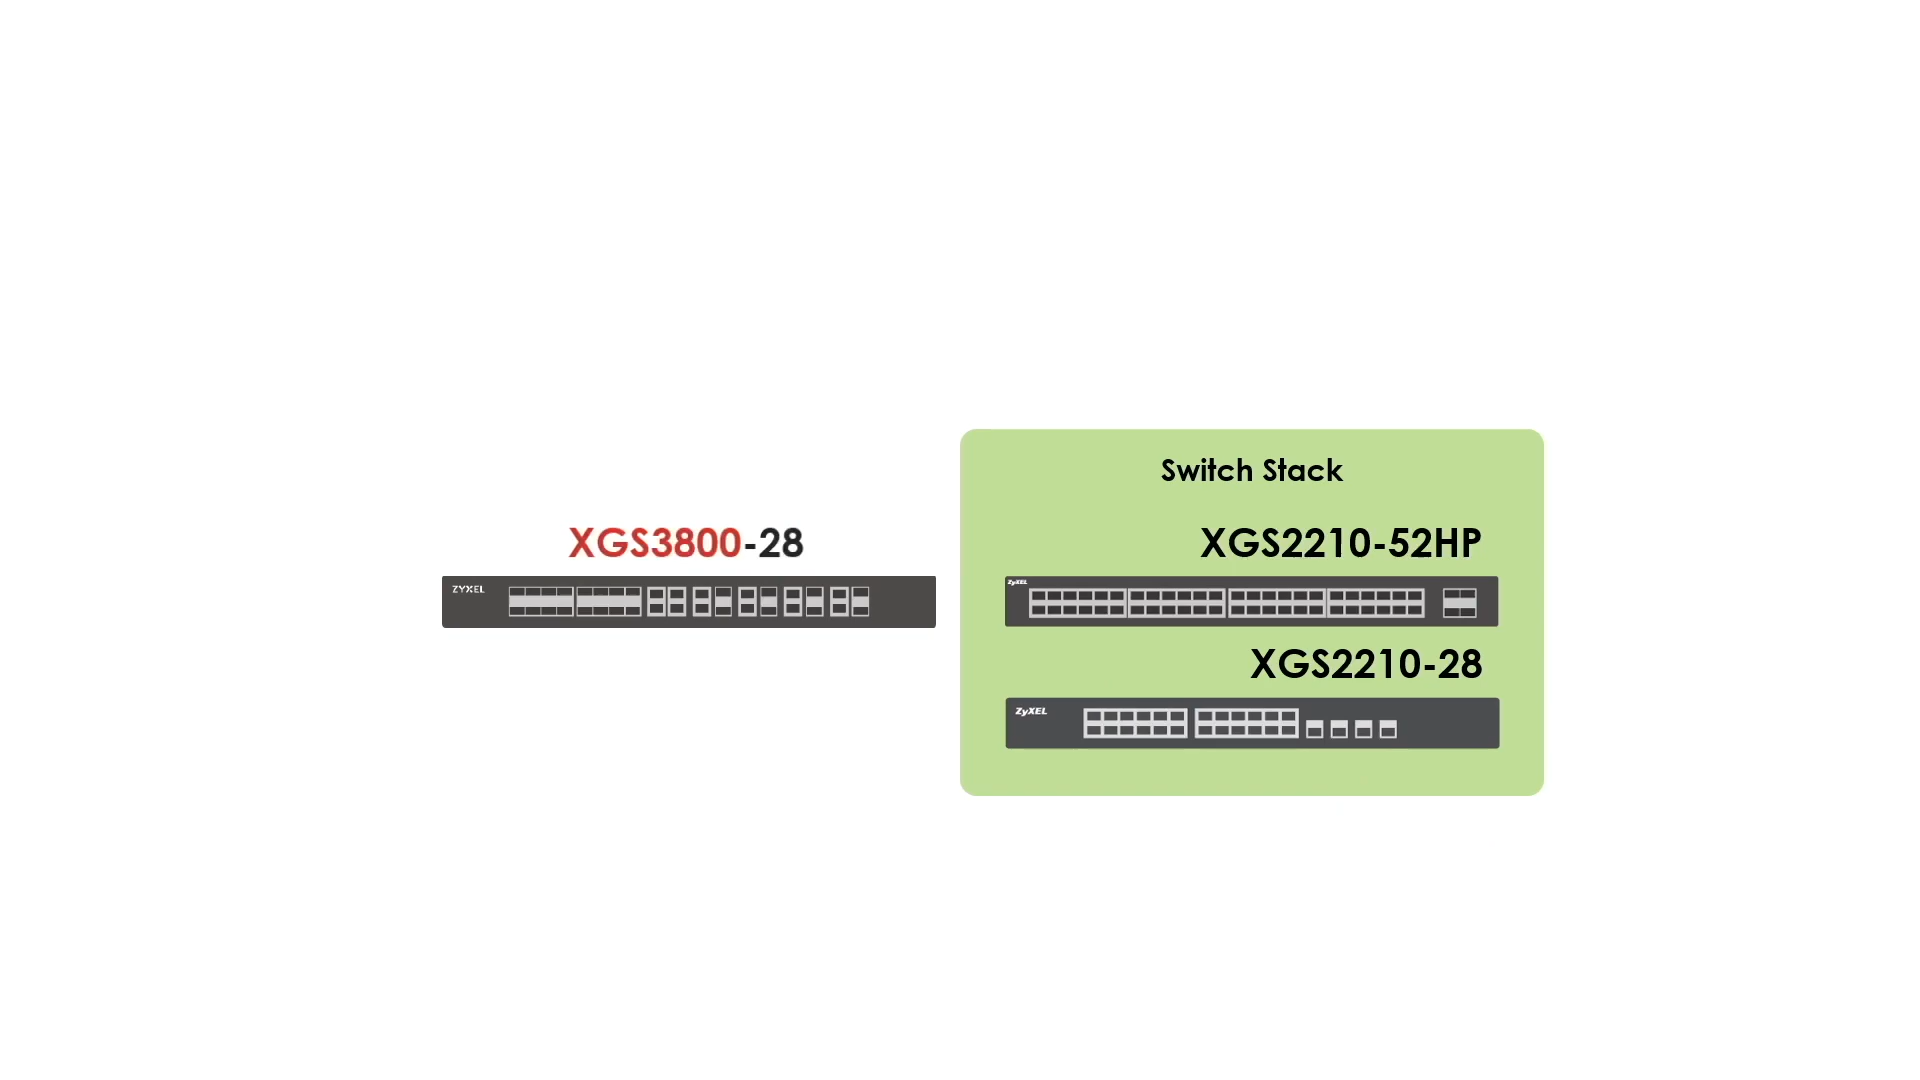 Switch Stack
XGS3800-28
XGS2210-52HP
ZYXEL
ZyXEL
XGS2210-28
ZyXEL